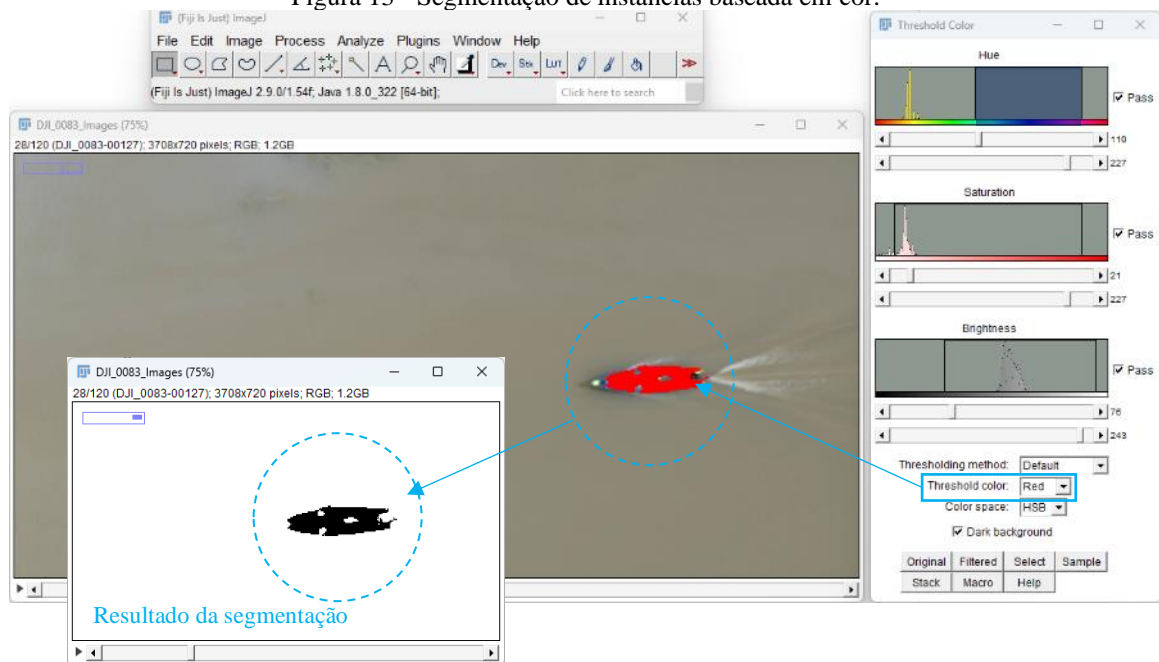 Figura 13 - Segmentação de instâncias baseada em cor.
(Fiji Is Just) ImageJ
File Edit Image Process Analyze Plugins Window Help
Dev Stk LUT
(Fiji Is Just) ImageJ 2.9.0/1.54f; Java 1.8.0_322 [64-bit];
Click here to search
DJI_0083_Images (75%)
28/120 (DJI_0083-00127); 3708x720 pixels; RGB; 1.2GB
DJI_0083_Images (75%)
28/120 (DJI_0083-00127); 3708x720 pixels; RGB; 1.2GB
Resultado da segmentação
Threshold Color
Hue
Pass
110
227
Saturation
Pass
21
227
Brightness
Pass
76
243
Thresholding method: Default
Threshold color: Red
Color space: HSB
Dark background
Original Filtered Select Sample
Stack Macro Help